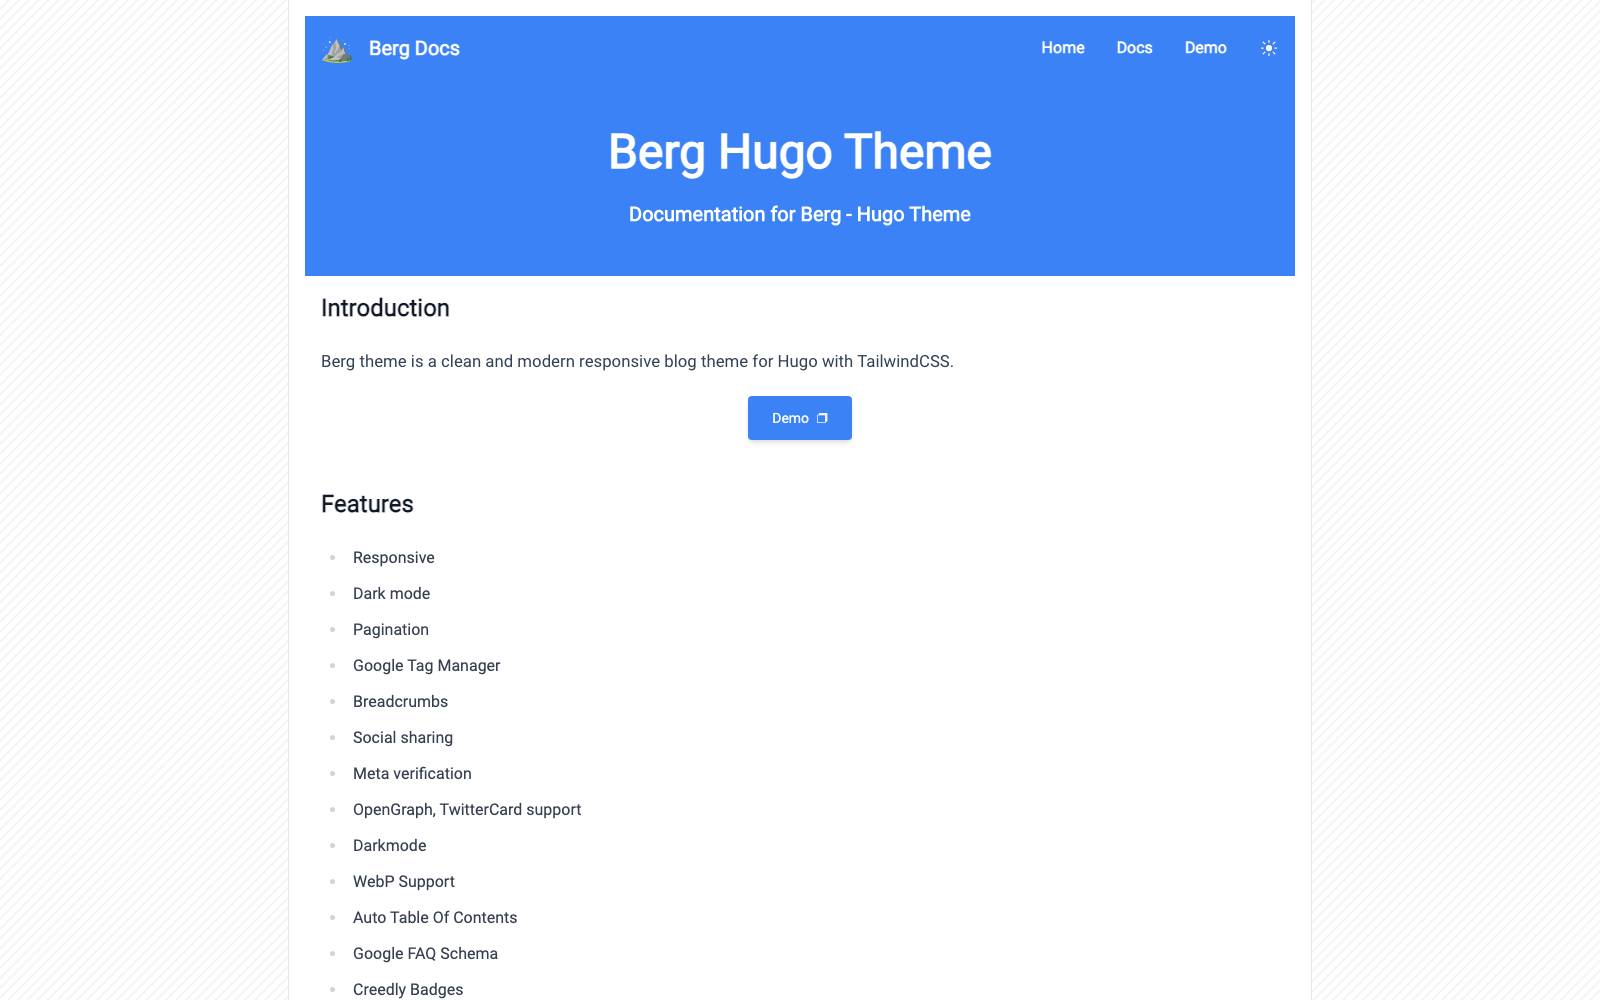 Berg Docs
Home Docs Demo
Berg Hugo Theme
Documentation for Berg - Hugo Theme
Introduction
Berg theme is a clean and modern responsive blog theme for Hugo with TailwindCSS.
Demo
Features
Responsive
Dark mode
Pagination
Google Tag Manager
Breadcrumbs
Social sharing
Meta verification
OpenGraph, TwitterCard support
Darkmode
WebP Support
Auto Table Of Contents
Google FAQ Schema
Creedly Badges